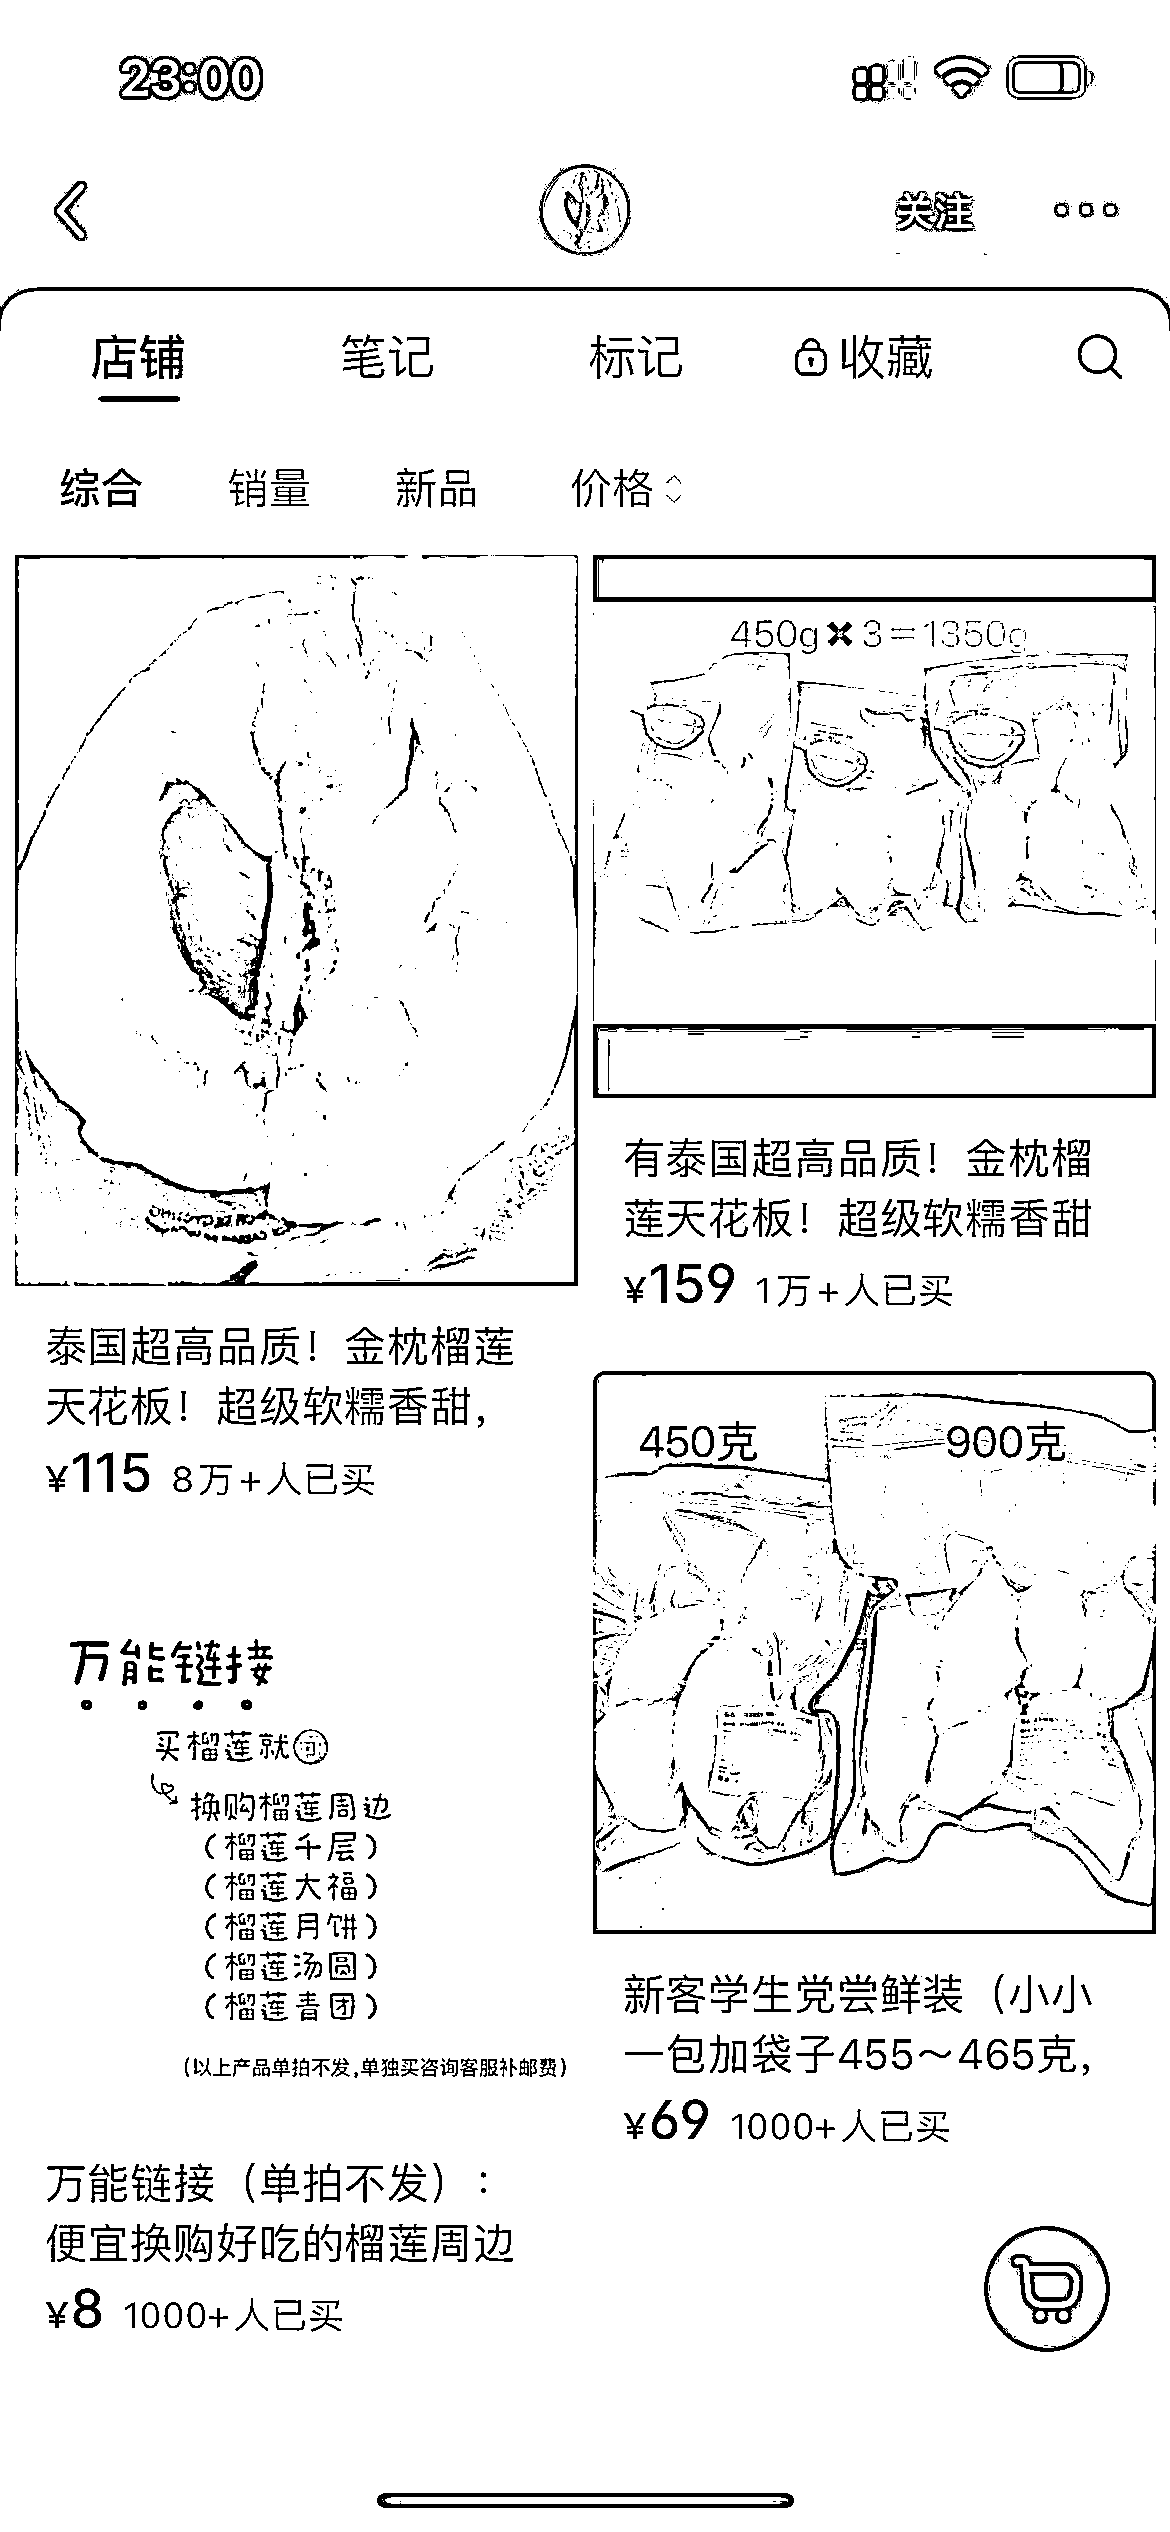 23:00
关注
店铺
笔记
标记
收藏
综合
销量
新品
价格
450g×3=1350g
有泰国超高品质！金枕榴
莲天花板！超级软糯香甜
¥159 1万+人已买
泰国超高品质！金枕榴莲
天花板！超级软糯香甜，
¥115 8万+人已买
450克
900克
万能链接
买榴莲就可
换购榴莲周边
（榴莲千层）
（榴莲大福）
（榴莲月饼）
（榴莲汤圆）
（榴莲青团）
（以上产品单拍不发,单独买咨询客服补邮费）
新客学生党尝鲜装（小小
一包加袋子455～465克，
¥69 1000+人已买
万能链接（单拍不发）：
便宜换购好吃的榴莲周边
¥8 1000+人已买